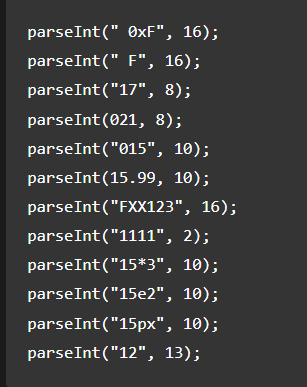 parseInt(" 0xF", 16);
parseInt(" F", 16);
parseInt("17", 8);
parseInt(021, 8);
parseInt("015", 10);
parseInt(15.99, 10);
parseInt("FXX123", 16);
parseInt("1111", 2);
parseInt("15*3", 10);
parseInt("15e2", 10);
parseInt("15px", 10);
parseInt("12", 13);